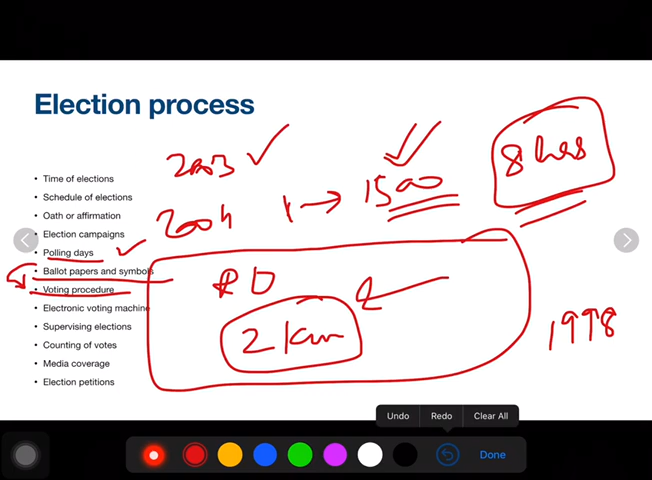 Election process
Time of elections
Schedule of elections
Oath or affirmation
Election campaigns
Polling days
Ballot papers and symbols
Voting procedure
Electronic voting machine
Supervising elections
Counting of votes
Media coverage
Election petitions
2003
2004
1 → 1500
8 hrs
2 km
1998
Undo Redo Clear All
Done